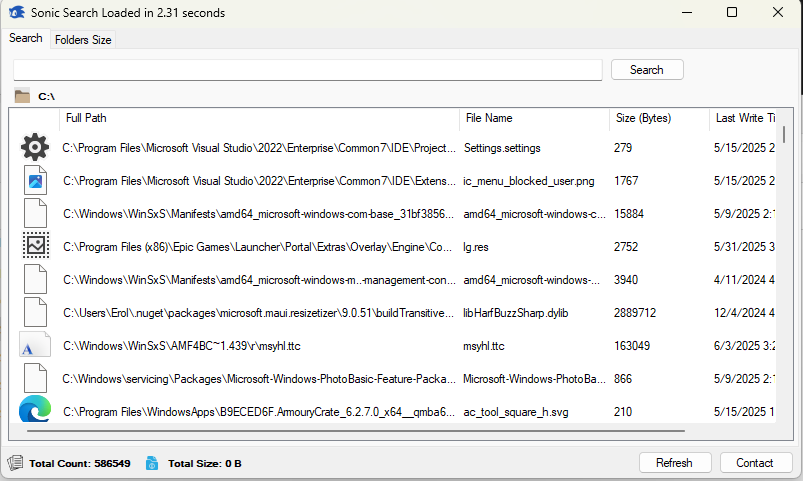 Sonic Search Loaded in 2.31 seconds
Search Folders Size
Search
C:\
Full Path File Name Size (Bytes) Last Write Ti
C:\Program Files\Microsoft Visual Studio\2022\Enterprise\Common7\IDE\Project... Settings.settings 279 5/15/2025 2
C:\Program Files\Microsoft Visual Studio\2022\Enterprise\Common7\IDE\Extens... ic_menu_blocked_user.png 1767 5/15/2025 2
C:\Windows\WinSxS\Manifests\amd64_microsoft-windows-com-base_31bf3856... amd64_microsoft-windows-c... 15884 5/9/2025 2:1
C:\Program Files (x86)\Epic Games\Launcher\Portal\Extras\Overlay\Engine\Co... lg.res 2752 5/31/2025 3
C:\Windows\WinSxS\Manifests\amd64_microsoft-windows-m..-management-con... amd64_microsoft-windows-... 3940 4/11/2024 4
C:\Users\Erol\.nuget\packages\microsoft.maui.resizetizer\9.0.51\buildTransitive... libHarfBuzzSharp.dylib 2889712 12/4/2024 4
C:\Windows\WinSxS\AMF4BC~1.439\r\msyhl.ttc msyhl.ttc 163049 6/3/2025 3:2
C:\Windows\servicing\Packages\Microsoft-Windows-PhotoBasic-Feature-Packa... Microsoft-Windows-PhotoBa... 866 5/9/2025 2:1
C:\Program Files\WindowsApps\B9ECED6F.ArmouryCrate_6.2.7.0_x64__qmba6... ac_tool_square_h.svg 210 5/15/2025 1
Total Count: 586549 Total Size: 0 B Refresh Contact